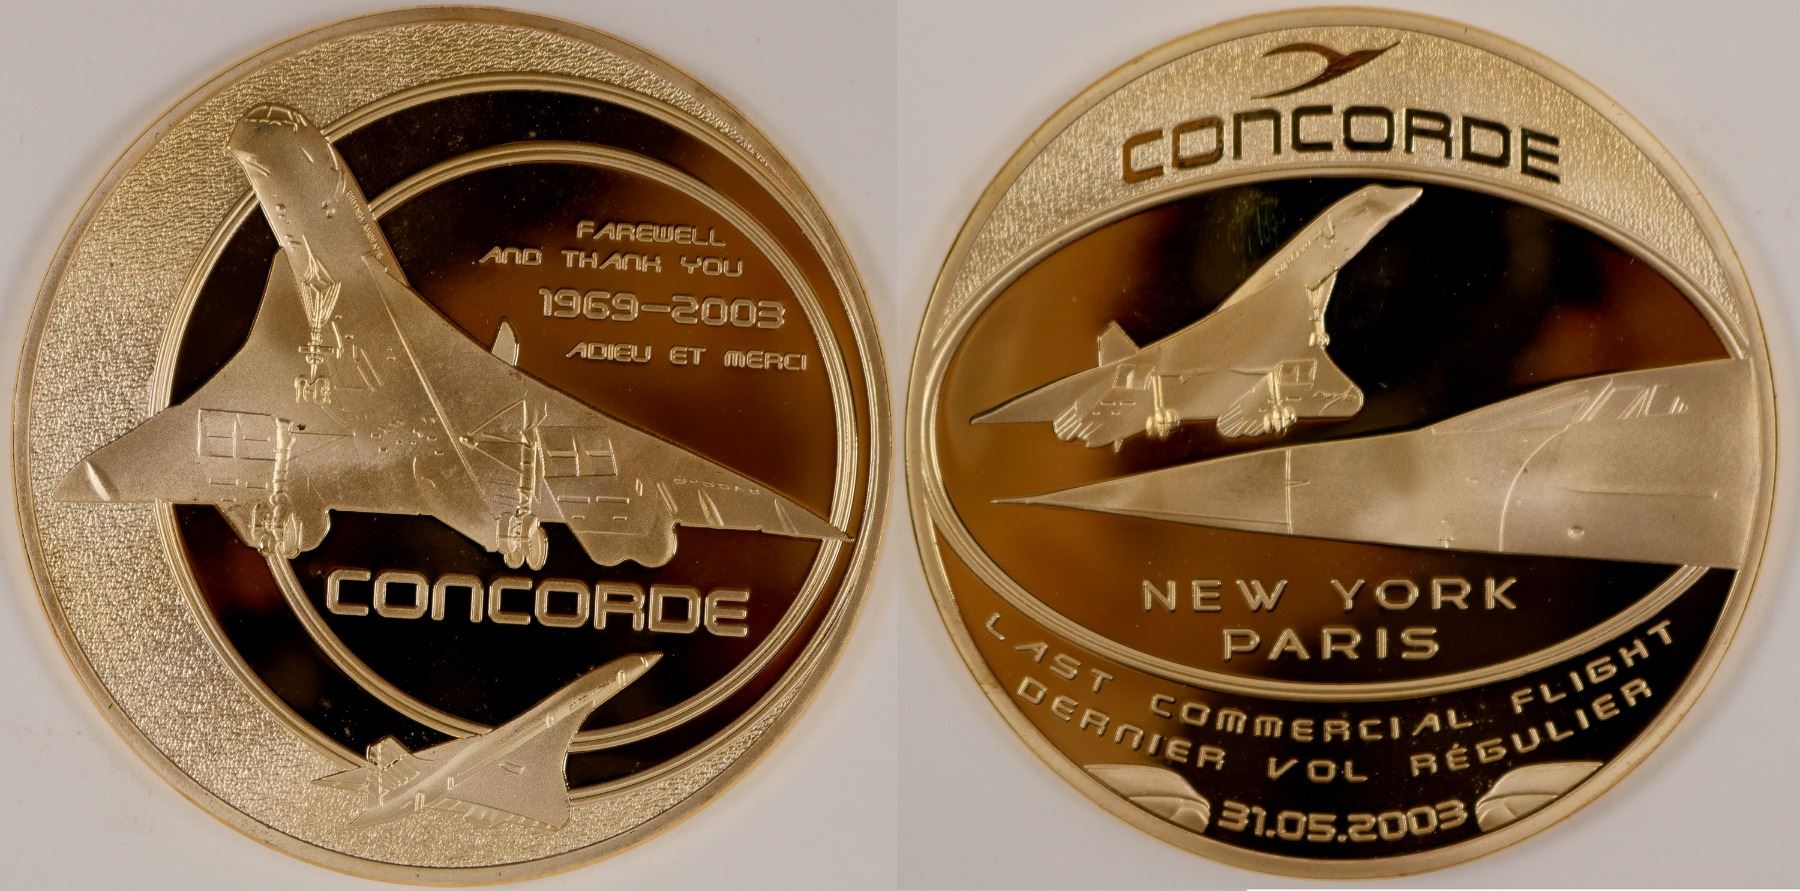 FAREWELL
AND THANK YOU
1969–2003
ADIEU ET MERCI
CONCORDE
CONCORDE
NEW YORK
PARIS
LAST COMMERCIAL FLIGHT
DERNIER VOL RÉGULIER
31.05.2003